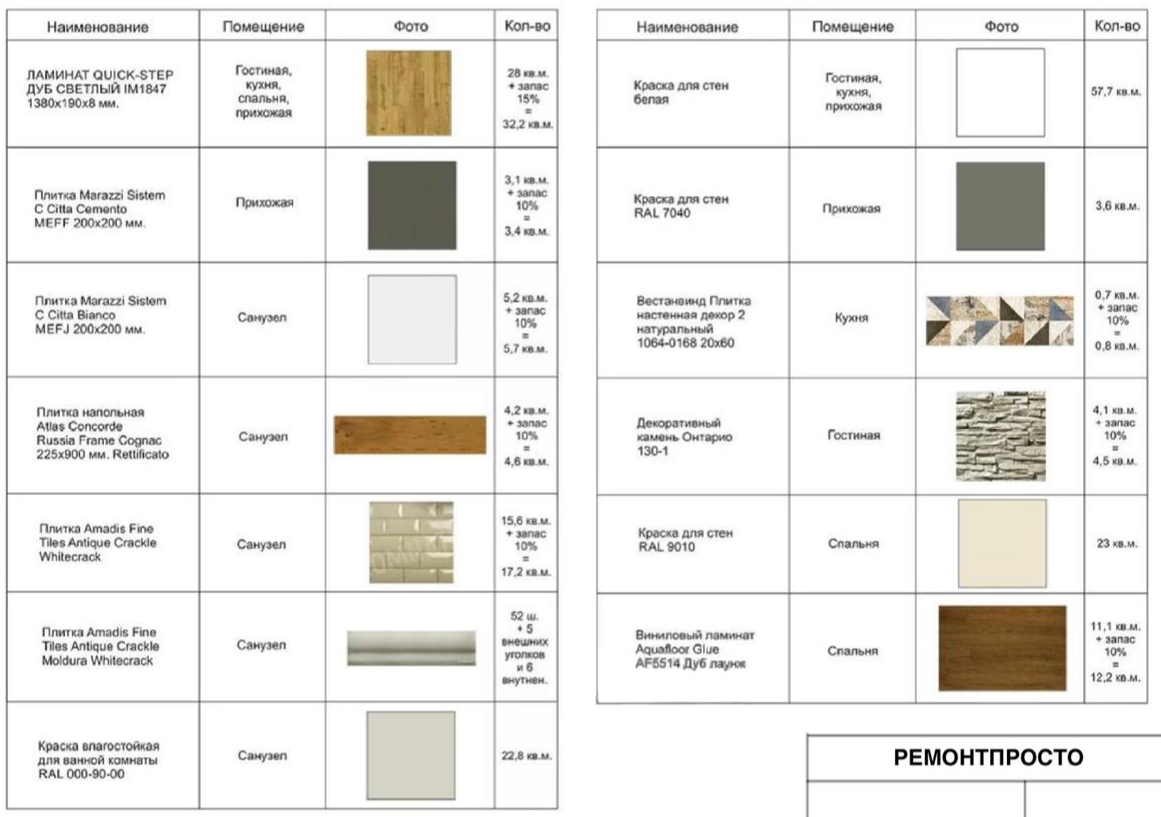 Наименование Помещение Фото Кол-во
ЛАМИНАТ QUICK-STEP
ДУБ СВЕТЛЫЙ IM1847
1380x190x8 мм.
Гостиная,
кухня,
спальня,
прихожая
28 кв.м.
+ запас
15%
=
32,2 кв.м.
Плитка Marazzi Sistem
C Citta Cemento
MEFF 200x200 мм.
Прихожая
3,1 кв.м.
+ запас
10%
=
3,4 кв.м.
Плитка Marazzi Sistem
C Citta Bianco
MEFJ 200x200 мм.
Санузел
5,2 кв.м.
+ запас
10%
=
5,7 кв.м.
Плитка напольная
Atlas Concorde
Russia Frame Cognac
225x900 мм. Rettificato
Санузел
4,2 кв.м.
+ запас
10%
=
4,6 кв.м.
Плитка Amadis Fine
Tiles Antique Crackle
Whitecrack
Санузел
15,6 кв.м.
+ запас
10%
=
17,2 кв.м.
Плитка Amadis Fine
Tiles Antique Crackle
Moldura Whitecrack
Санузел
52 ш.
+ 5
внешних
уголков
и 6
внутнен.
Краска влагостойкая
для ванной комнаты
RAL 000-90-00
Санузел
22,8 кв.м.
Наименование Помещение Фото Кол-во
Краска для стен
белая
Гостиная,
кухня,
прихожая
57,7 кв.м.
Краска для стен
RAL 7040
Прихожая
3,6 кв.м.
Вестанвинд Плитка
настенная декор 2
натуральный
1064-0168 20x60
Кухня
0,7 кв.м.
+ запас
10%
=
0,8 кв.м.
Декоративный
камень Онтарио
130-1
Гостиная
4,1 кв.м.
+ запас
10%
=
4,5 кв.м.
Краска для стен
RAL 9010
Спальня
23 кв.м.
Виниловый ламинат
Aquafloor Glue
AF5514 Дуб лаунж
Спальня
11,1 кв.м.
+ запас
10%
=
12,2 кв.м.
РЕМОНТПРОСТО